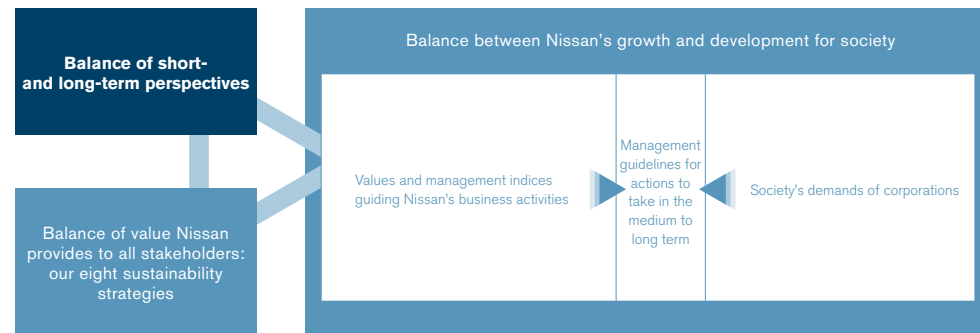 Balance of short-
and long-term perspectives
Balance of value Nissan
provides to all stakeholders:
our eight sustainability
strategies
Balance between Nissan’s growth and development for society
Values and management indices
guiding Nissan’s business activities
Management
guidelines for
actions to
take in the
medium to
long term
Society’s demands of corporations